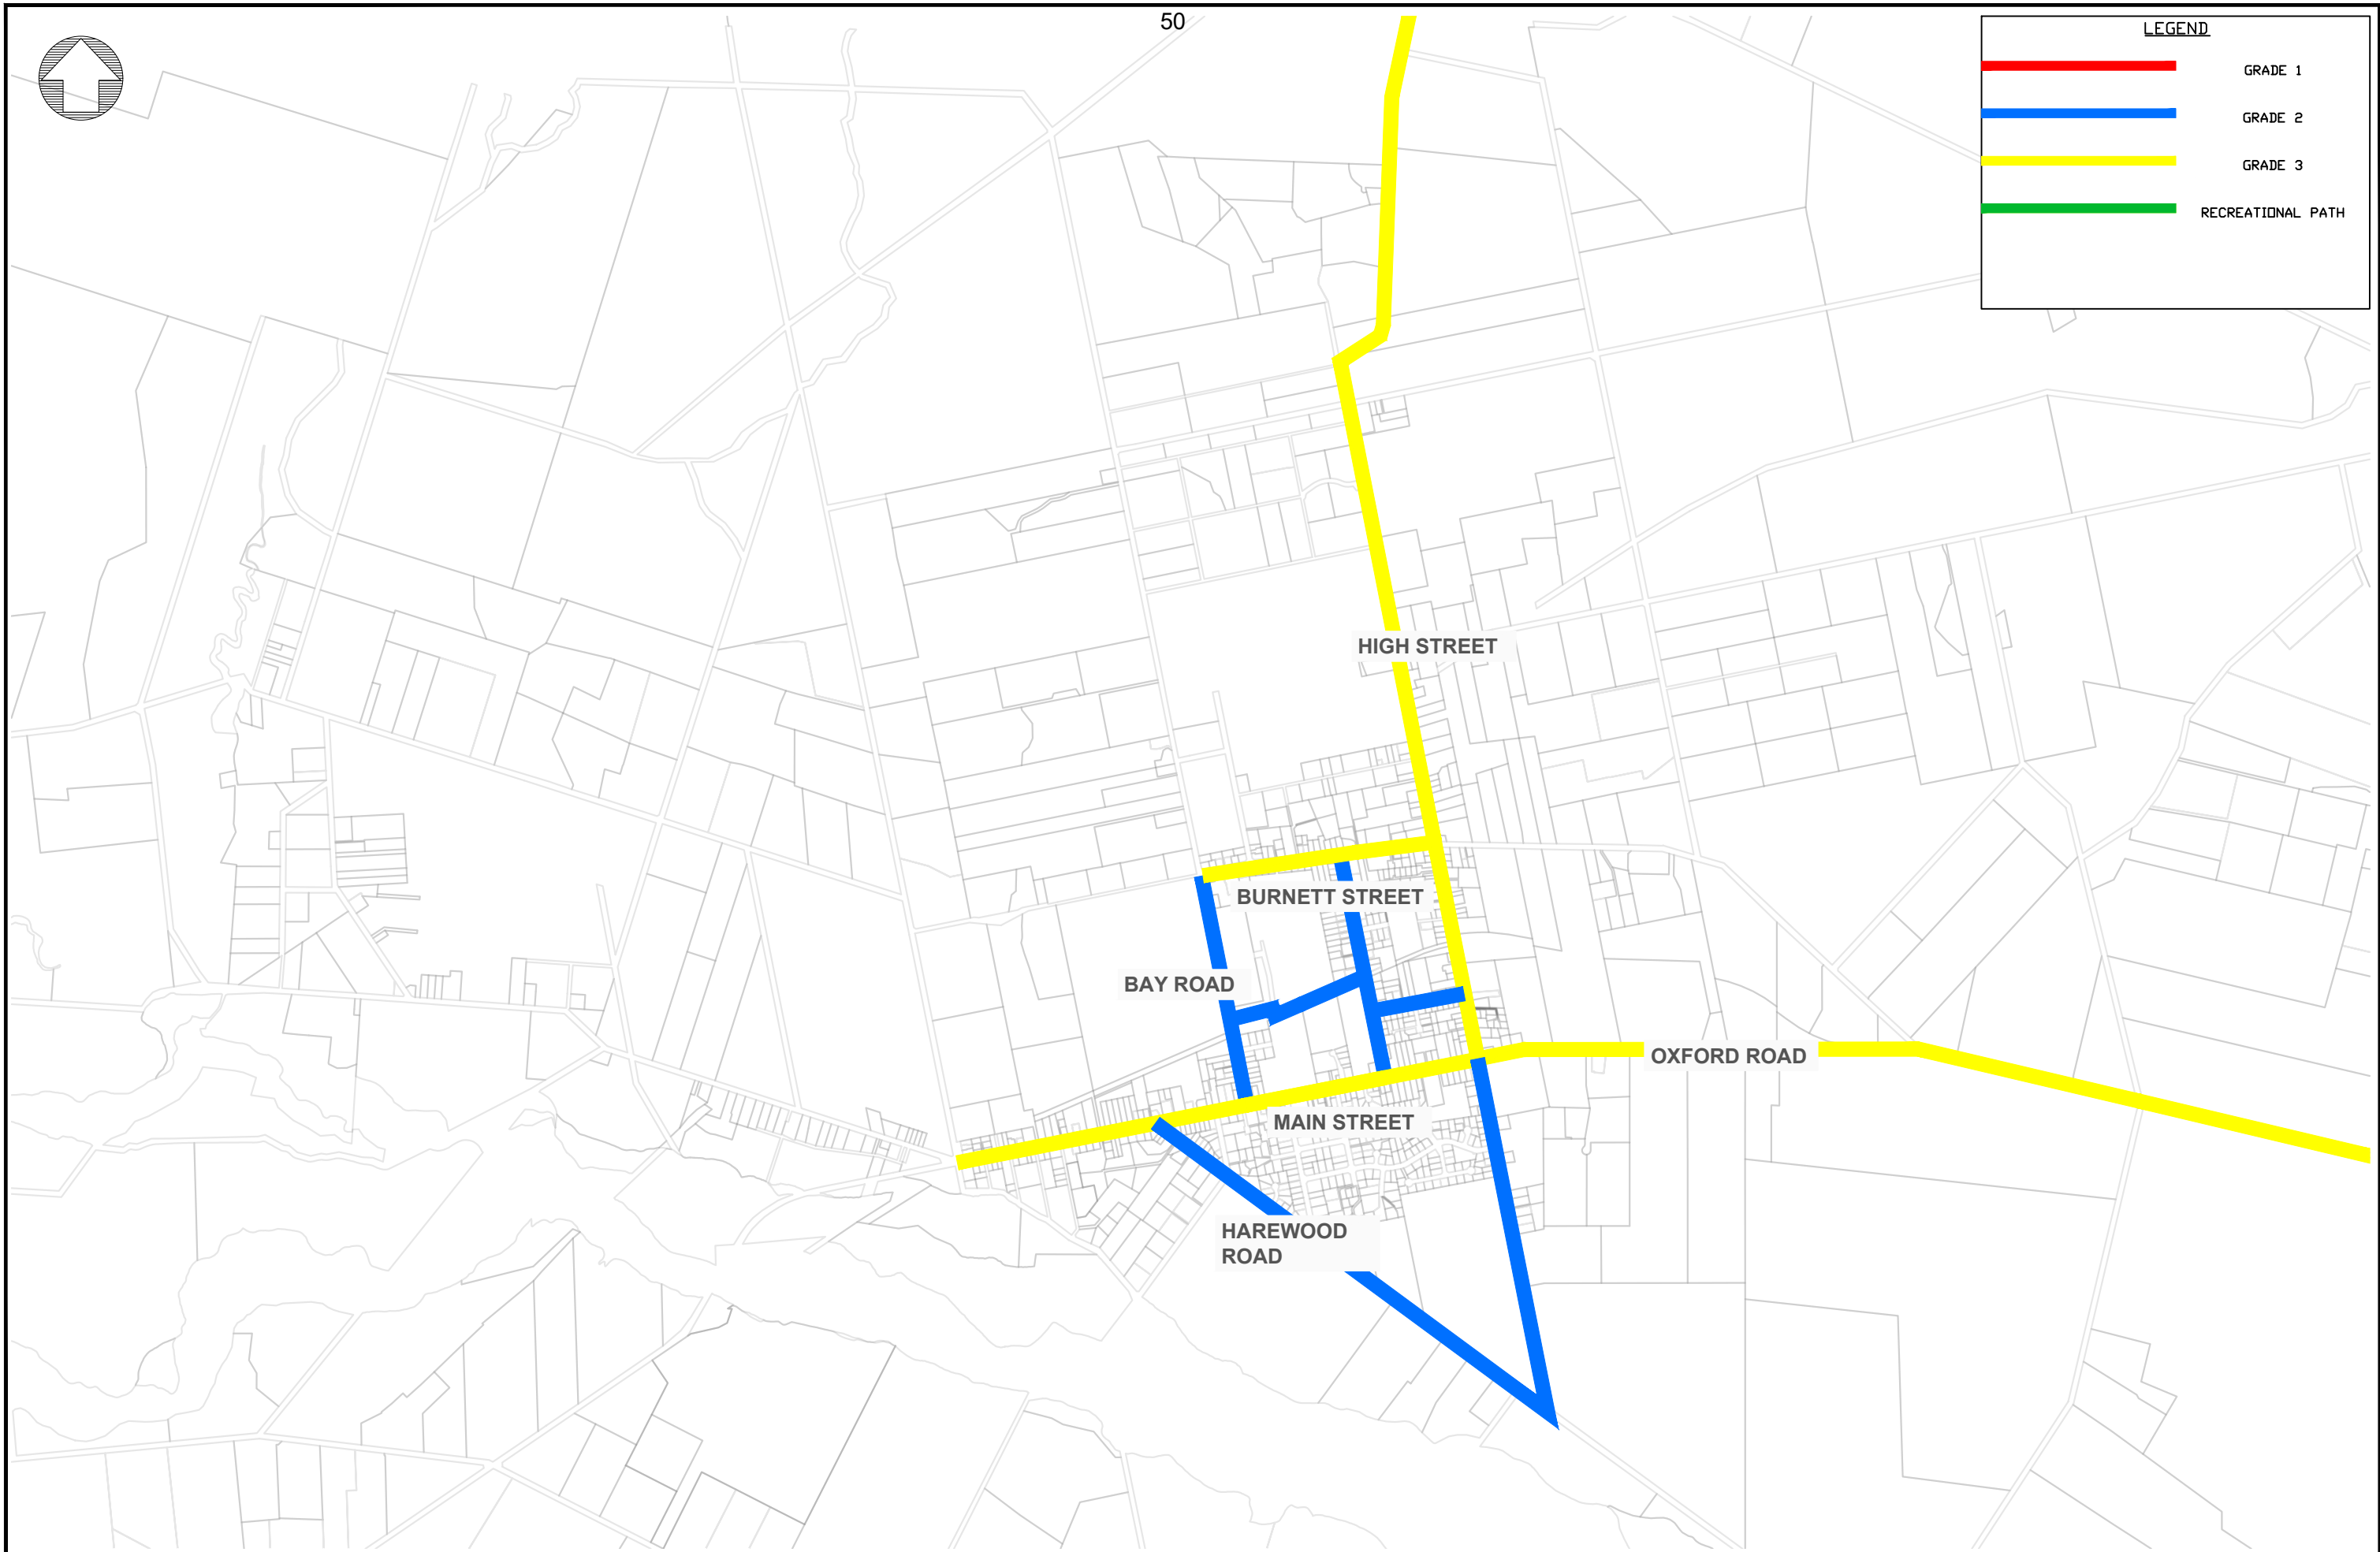 50
LEGEND
GRADE 1
GRADE 2
GRADE 3
RECREATIONAL PATH
HIGH STREET
BURNETT STREET
BAY ROAD
OXFORD ROAD
MAIN STREET
HAREWOOD
ROAD